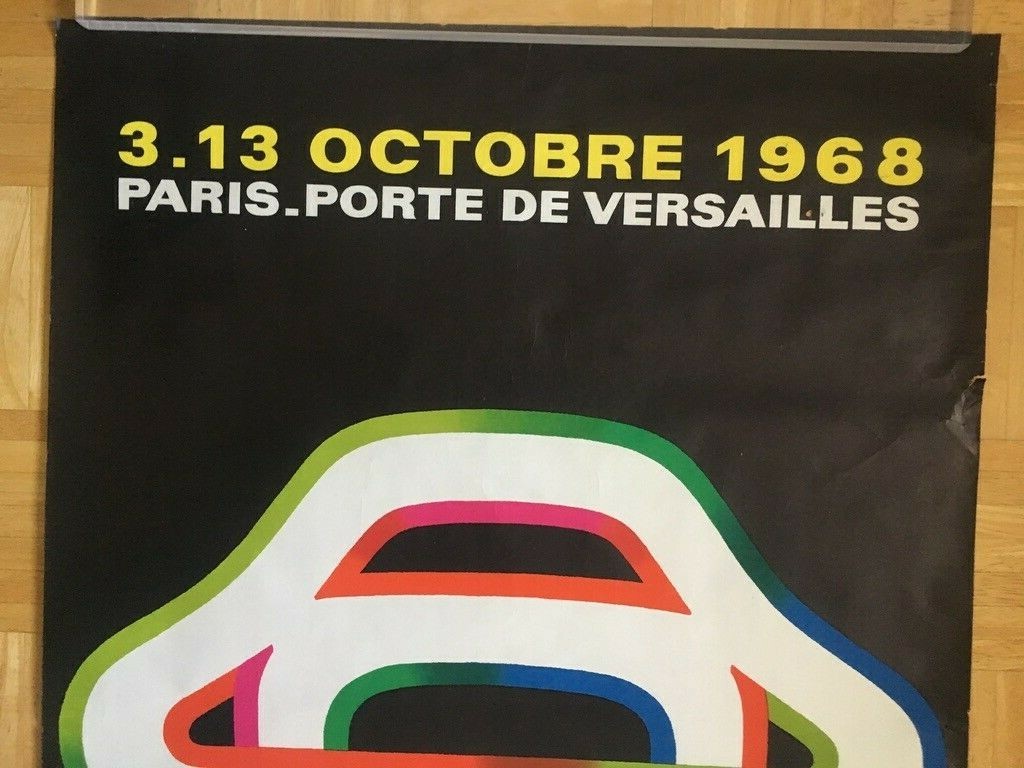 3.13 OCTOBRE 1968
PARIS.PORTE DE VERSAILLES